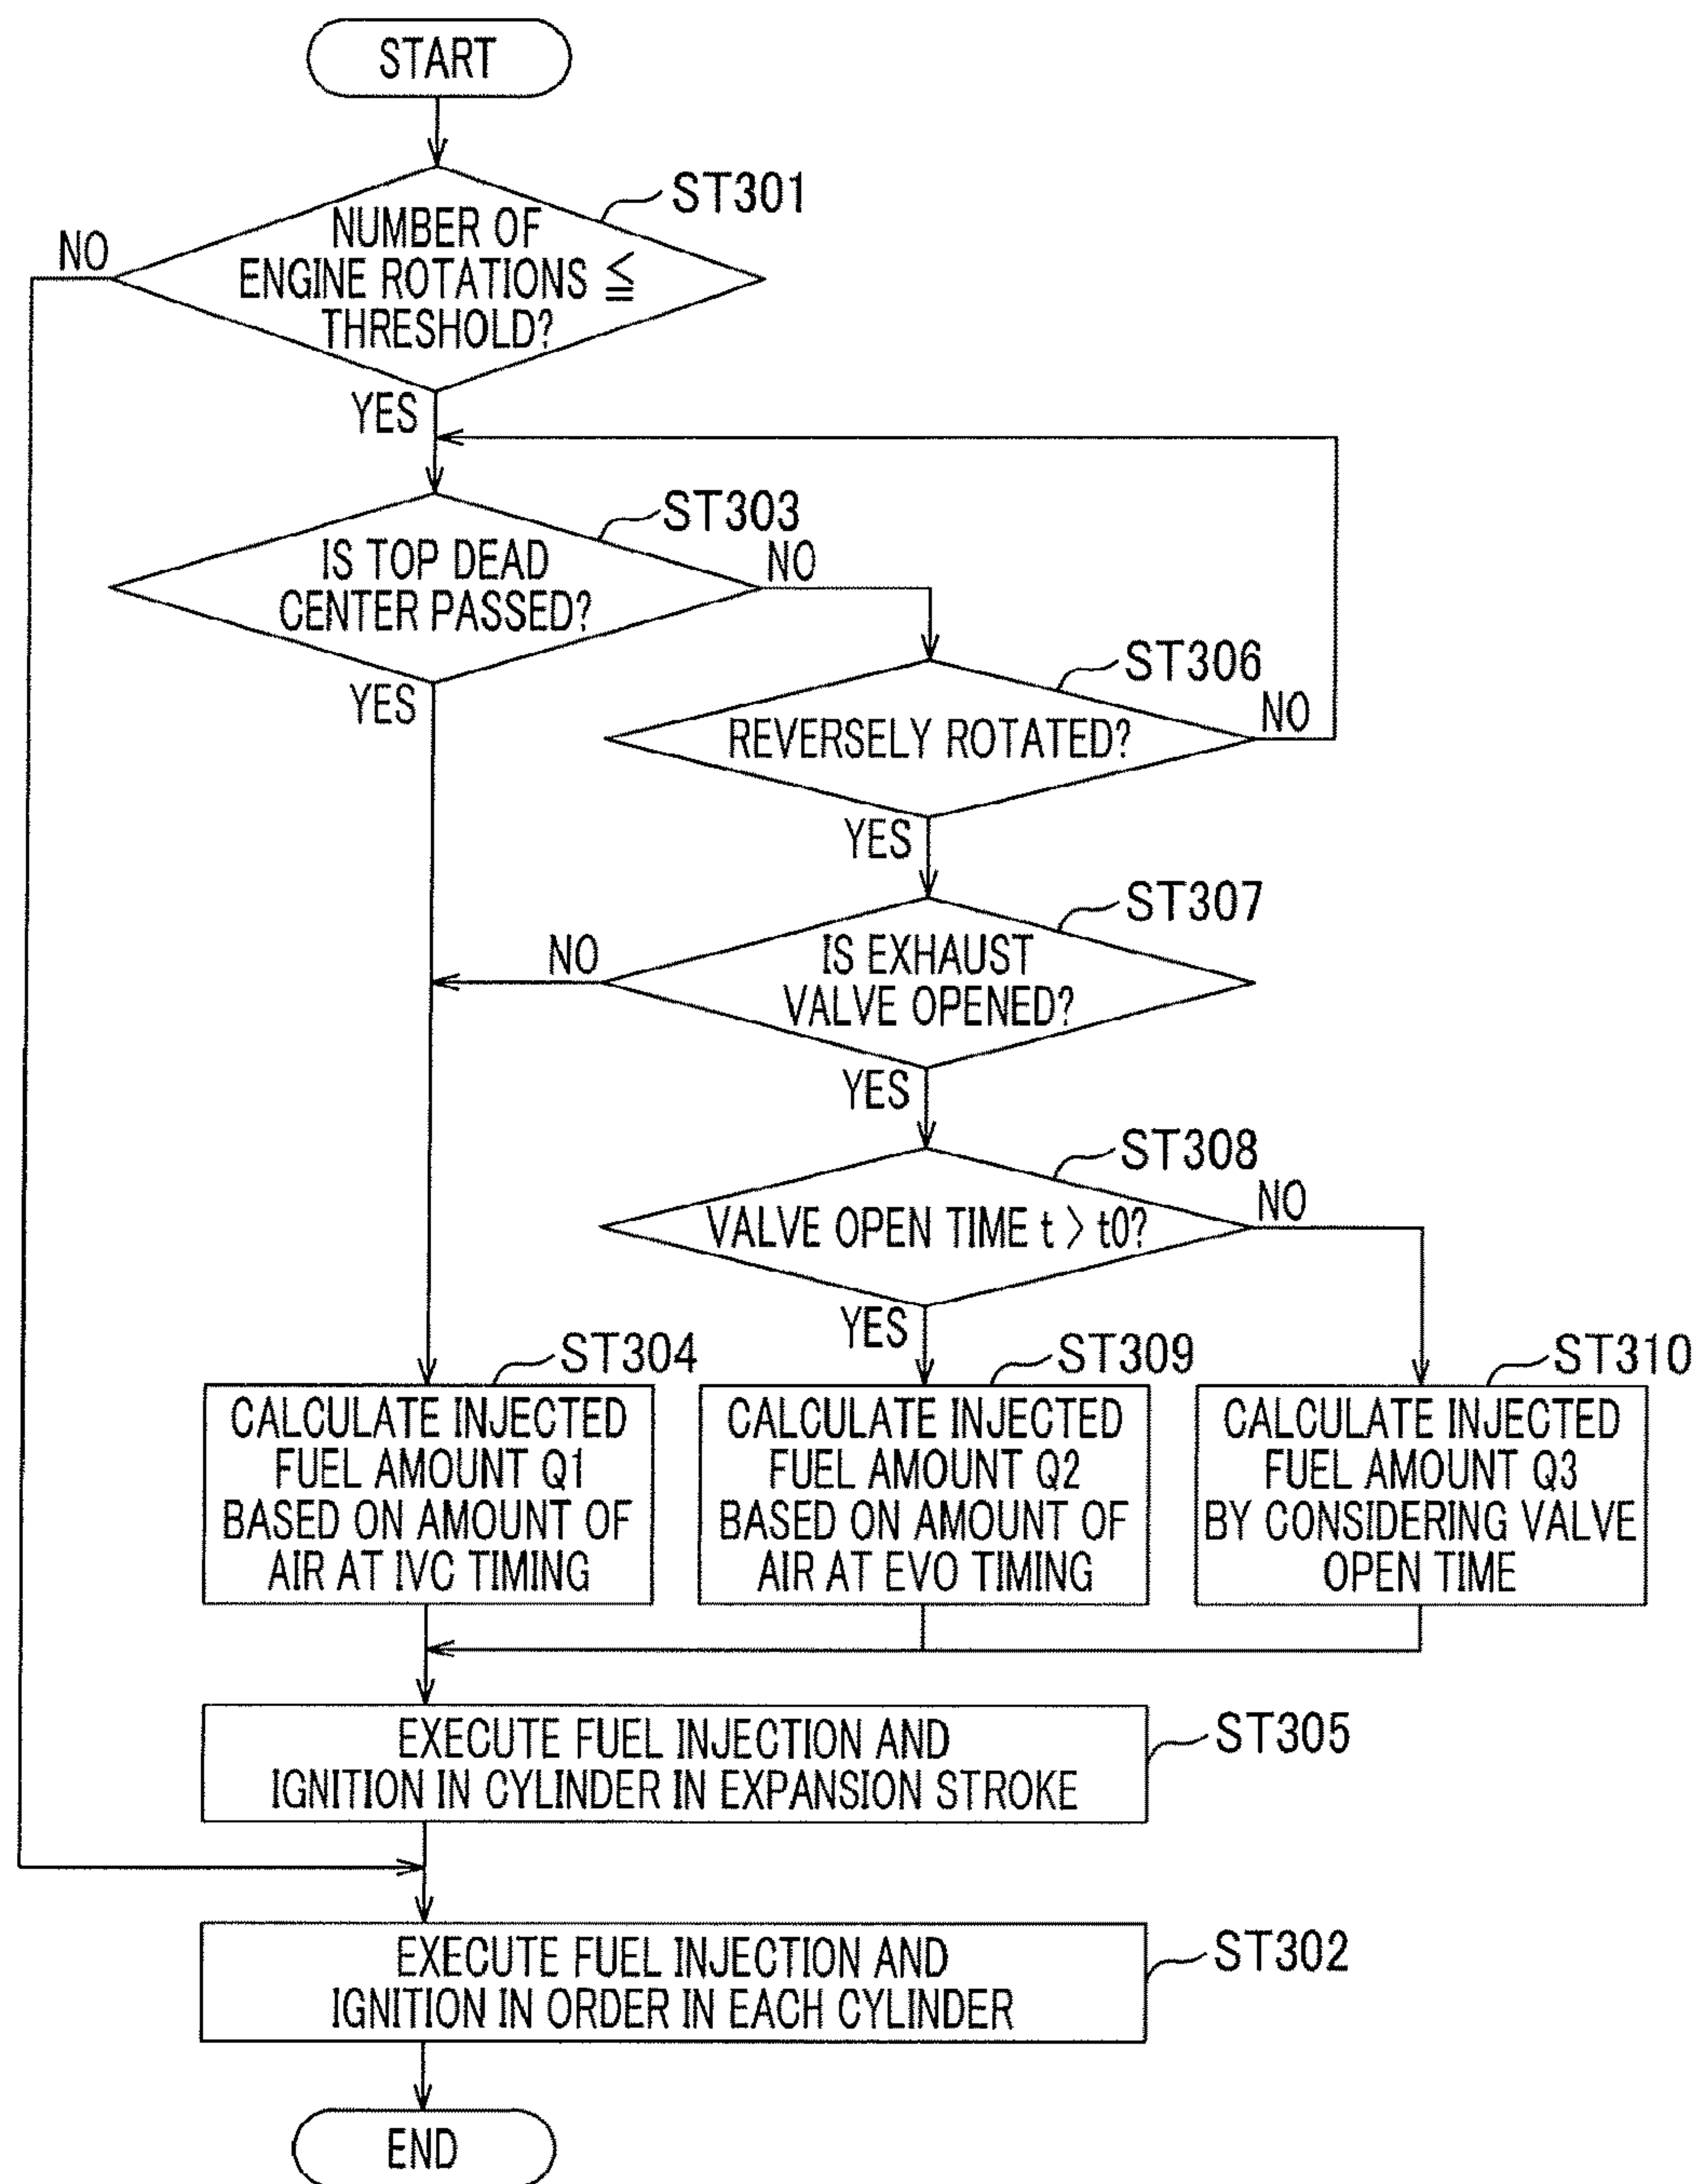 START
ST301
NO
NUMBER OF
ENGINE ROTATIONS ≦
THRESHOLD?
YES
ST303
IS TOP DEAD
CENTER PASSED?
NO
YES
ST306
REVERSELY ROTATED?
NO
YES
ST307
NO
IS EXHAUST
VALVE OPENED?
YES
ST308
VALVE OPEN TIME t > t0?
NO
YES
ST304
CALCULATE INJECTED
FUEL AMOUNT Q1
BASED ON AMOUNT OF
AIR AT IVC TIMING
ST309
CALCULATE INJECTED
FUEL AMOUNT Q2
BASED ON AMOUNT OF
AIR AT EVO TIMING
ST310
CALCULATE INJECTED
FUEL AMOUNT Q3
BY CONSIDERING VALVE
OPEN TIME
EXECUTE FUEL INJECTION AND
IGNITION IN CYLINDER IN EXPANSION STROKE
ST305
EXECUTE FUEL INJECTION AND
IGNITION IN ORDER IN EACH CYLINDER
ST302
END